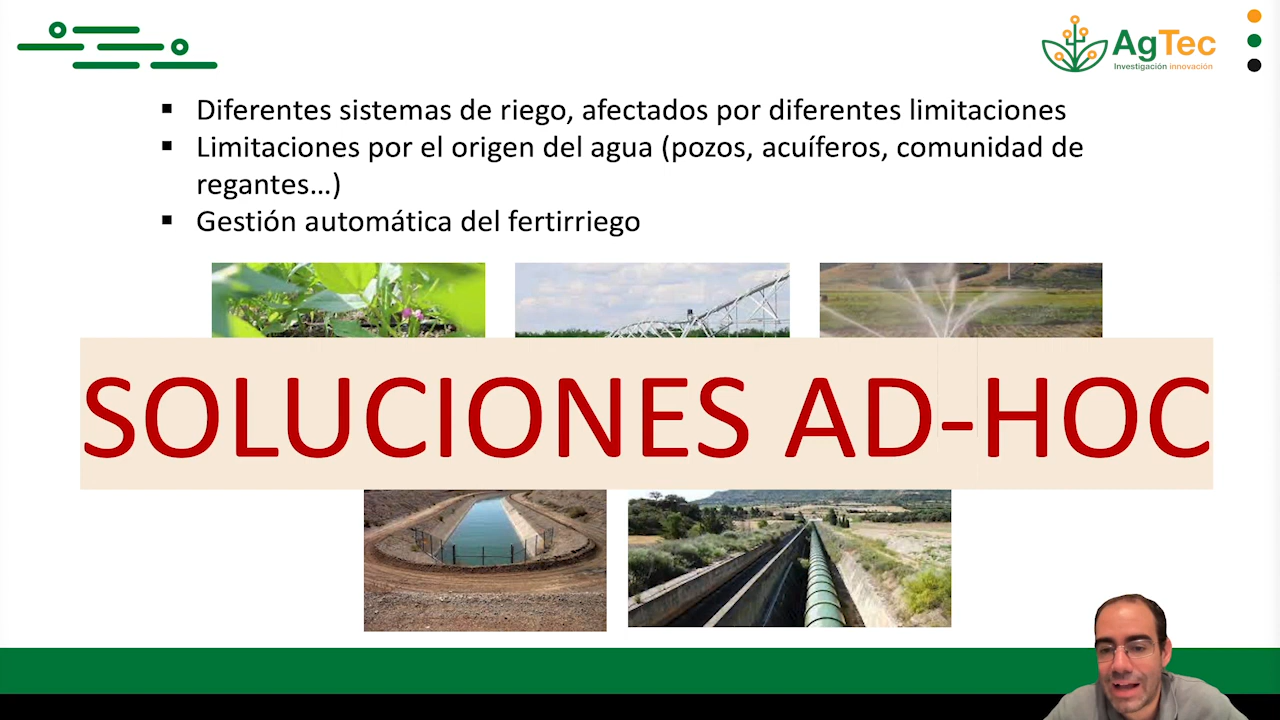 AgTec
Investigación innovación
▪ Diferentes sistemas de riego, afectados por diferentes limitaciones
▪ Limitaciones por el origen del agua (pozos, acuíferos, comunidad de
regantes...)
▪ Gestión automática del fertirriego
SOLUCIONES AD-HOC